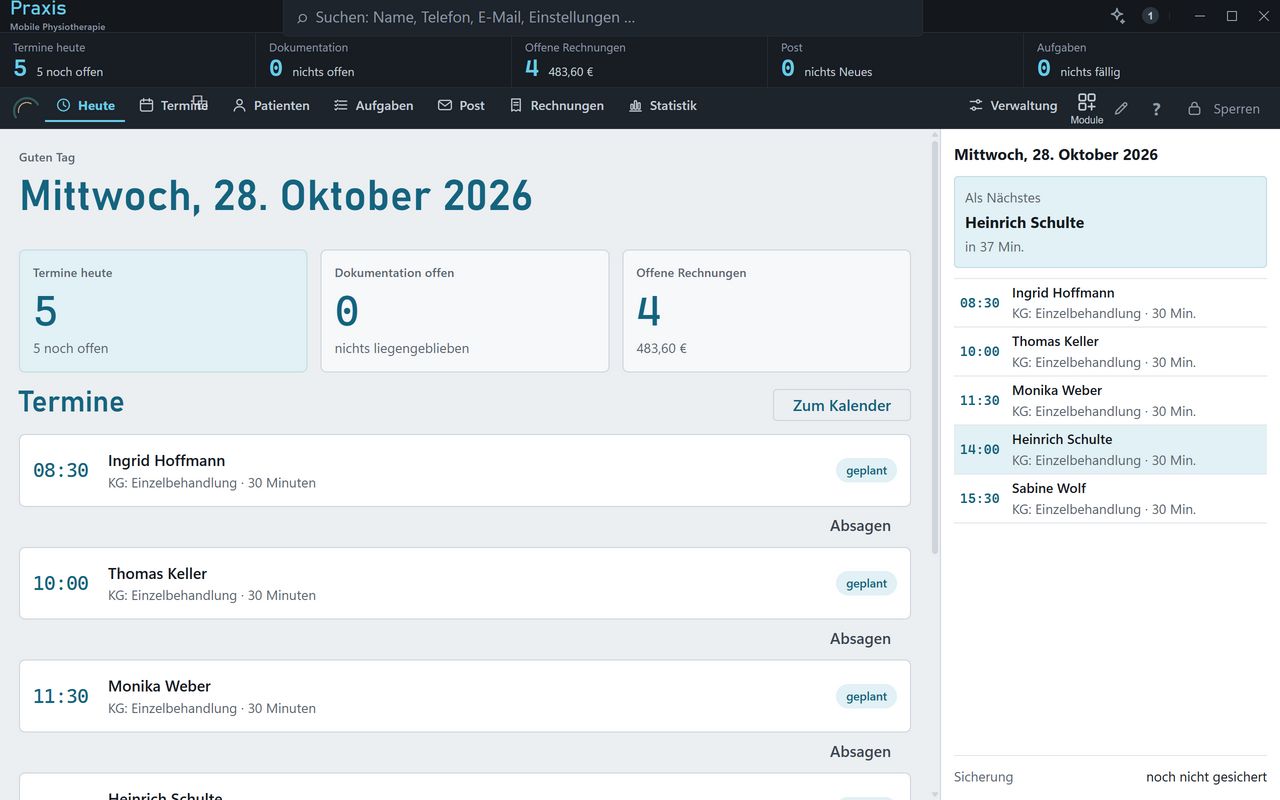 Praxis
Mobile Physiotherapie
Suchen: Name, Telefon, E-Mail, Einstellungen ...
1
Termine heute
5 5 noch offen
Dokumentation
0 nichts offen
Offene Rechnungen
4 483,60 €
Post
0 nichts Neues
Aufgaben
0 nichts fällig
Heute
Termine
Patienten
Aufgaben
Post
Rechnungen
Statistik
Verwaltung
Module
?
Sperren
Guten Tag
Mittwoch, 28. Oktober 2026
Termine heute
5
5 noch offen
Dokumentation offen
0
nichts liegengeblieben
Offene Rechnungen
4
483,60 €
Termine
Zum Kalender
08:30
Ingrid Hoffmann
KG: Einzelbehandlung · 30 Minuten
geplant
Absagen
10:00
Thomas Keller
KG: Einzelbehandlung · 30 Minuten
geplant
Absagen
11:30
Monika Weber
KG: Einzelbehandlung · 30 Minuten
geplant
Absagen
Heinrich Schulte
Mittwoch, 28. Oktober 2026
Als Nächstes
Heinrich Schulte
in 37 Min.
08:30
Ingrid Hoffmann
KG: Einzelbehandlung · 30 Min.
10:00
Thomas Keller
KG: Einzelbehandlung · 30 Min.
11:30
Monika Weber
KG: Einzelbehandlung · 30 Min.
14:00
Heinrich Schulte
KG: Einzelbehandlung · 30 Min.
15:30
Sabine Wolf
KG: Einzelbehandlung · 30 Min.
Sicherung
noch nicht gesichert